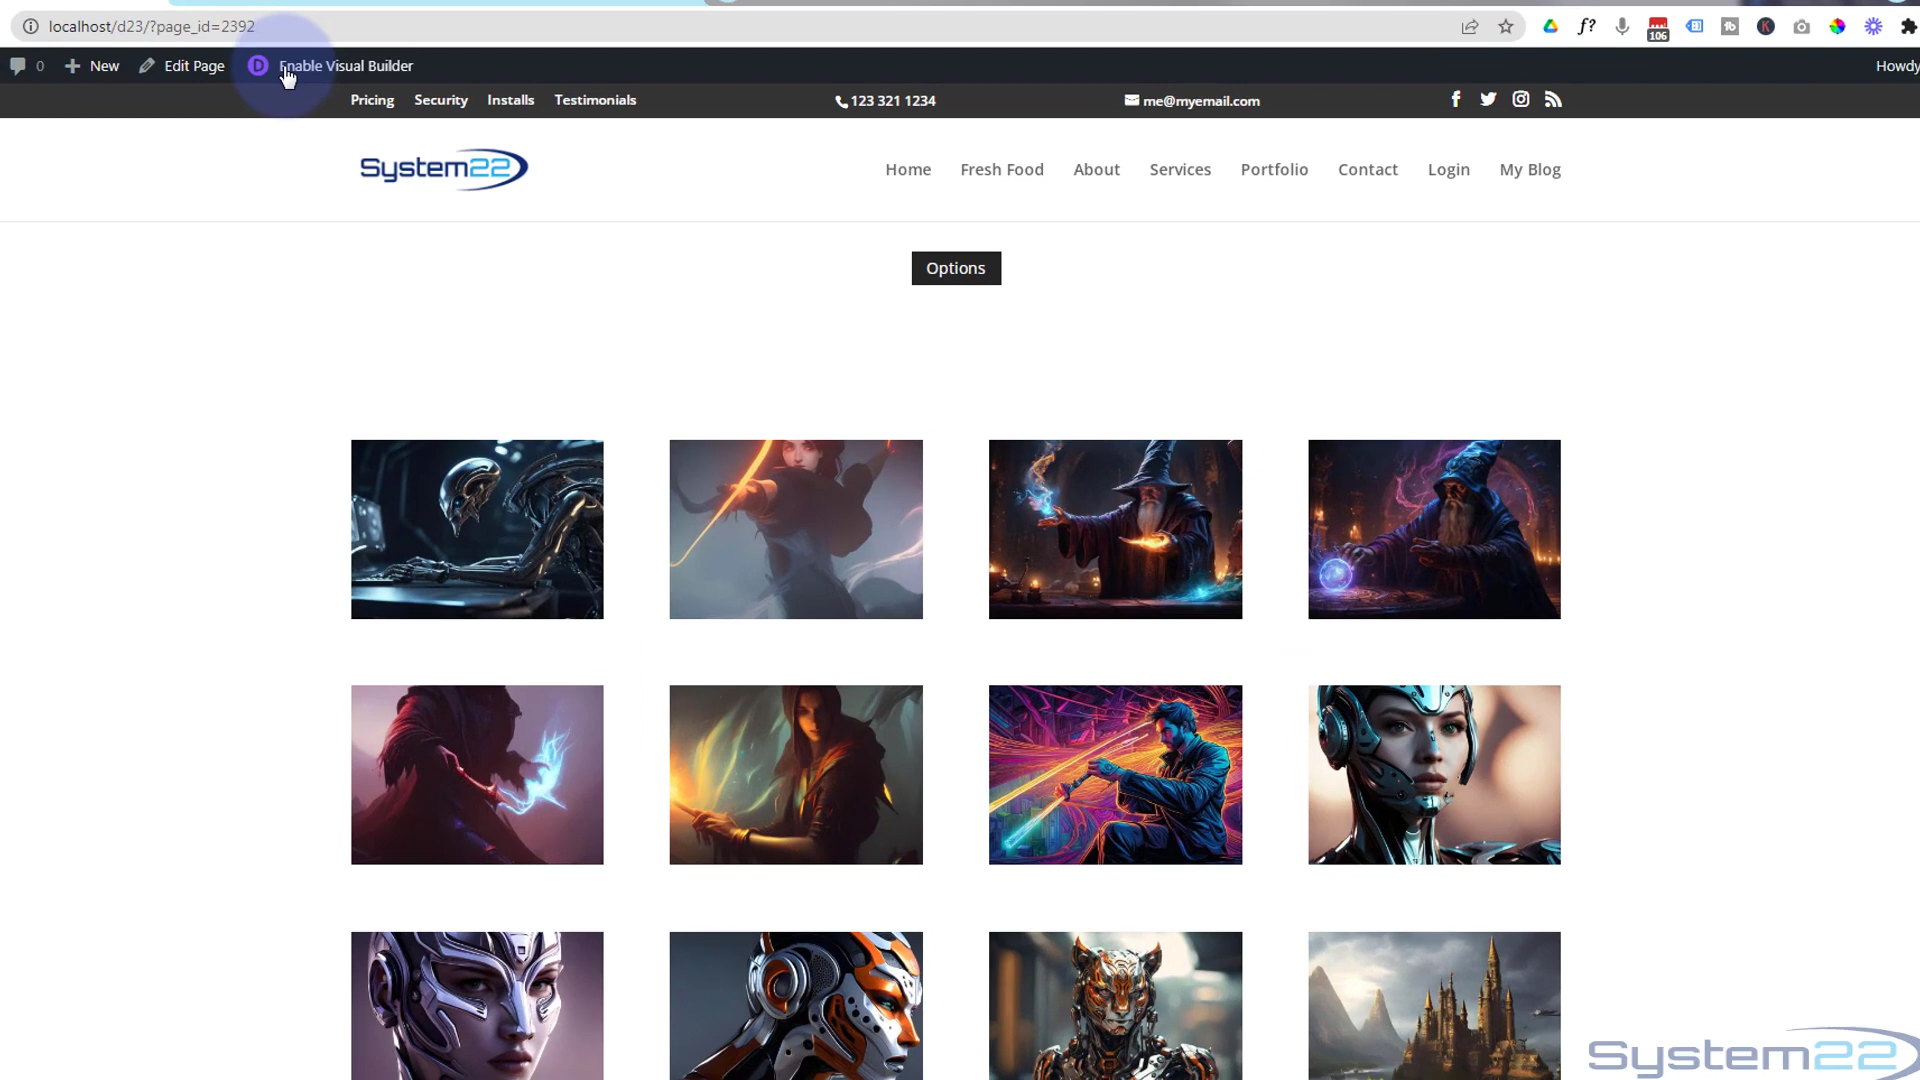 localhost/d23/?page_id=2392
106
0 New Edit Page Enable Visual Builder Howdy
Pricing Security Installs Testimonials 123 321 1234 me@myemail.com
System22 Home Fresh Food About Services Portfolio Contact Login My Blog
Options
System22